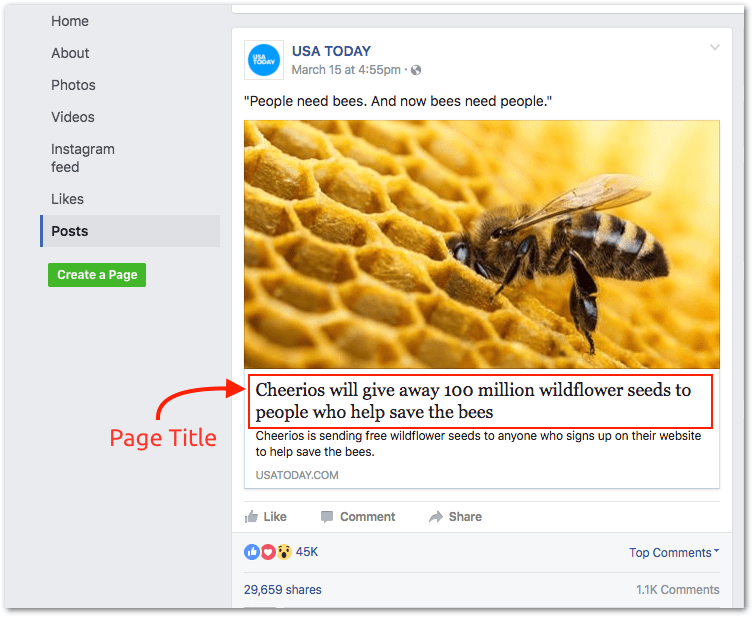 Home
About
Photos
Videos
Instagram
feed
Likes
Posts
Create a Page
Page Title
USA
TODAY
USA TODAY
March 15 at 4:55pm ·
"People need bees. And now bees need people."
Cheerios will give away 100 million wildflower seeds to
people who help save the bees
Cheerios is sending free wildflower seeds to anyone who signs up on their website
to help save the bees.
USATODAY.COM
Like Comment Share
45K Top Comments
29,659 shares 1.1K Comments